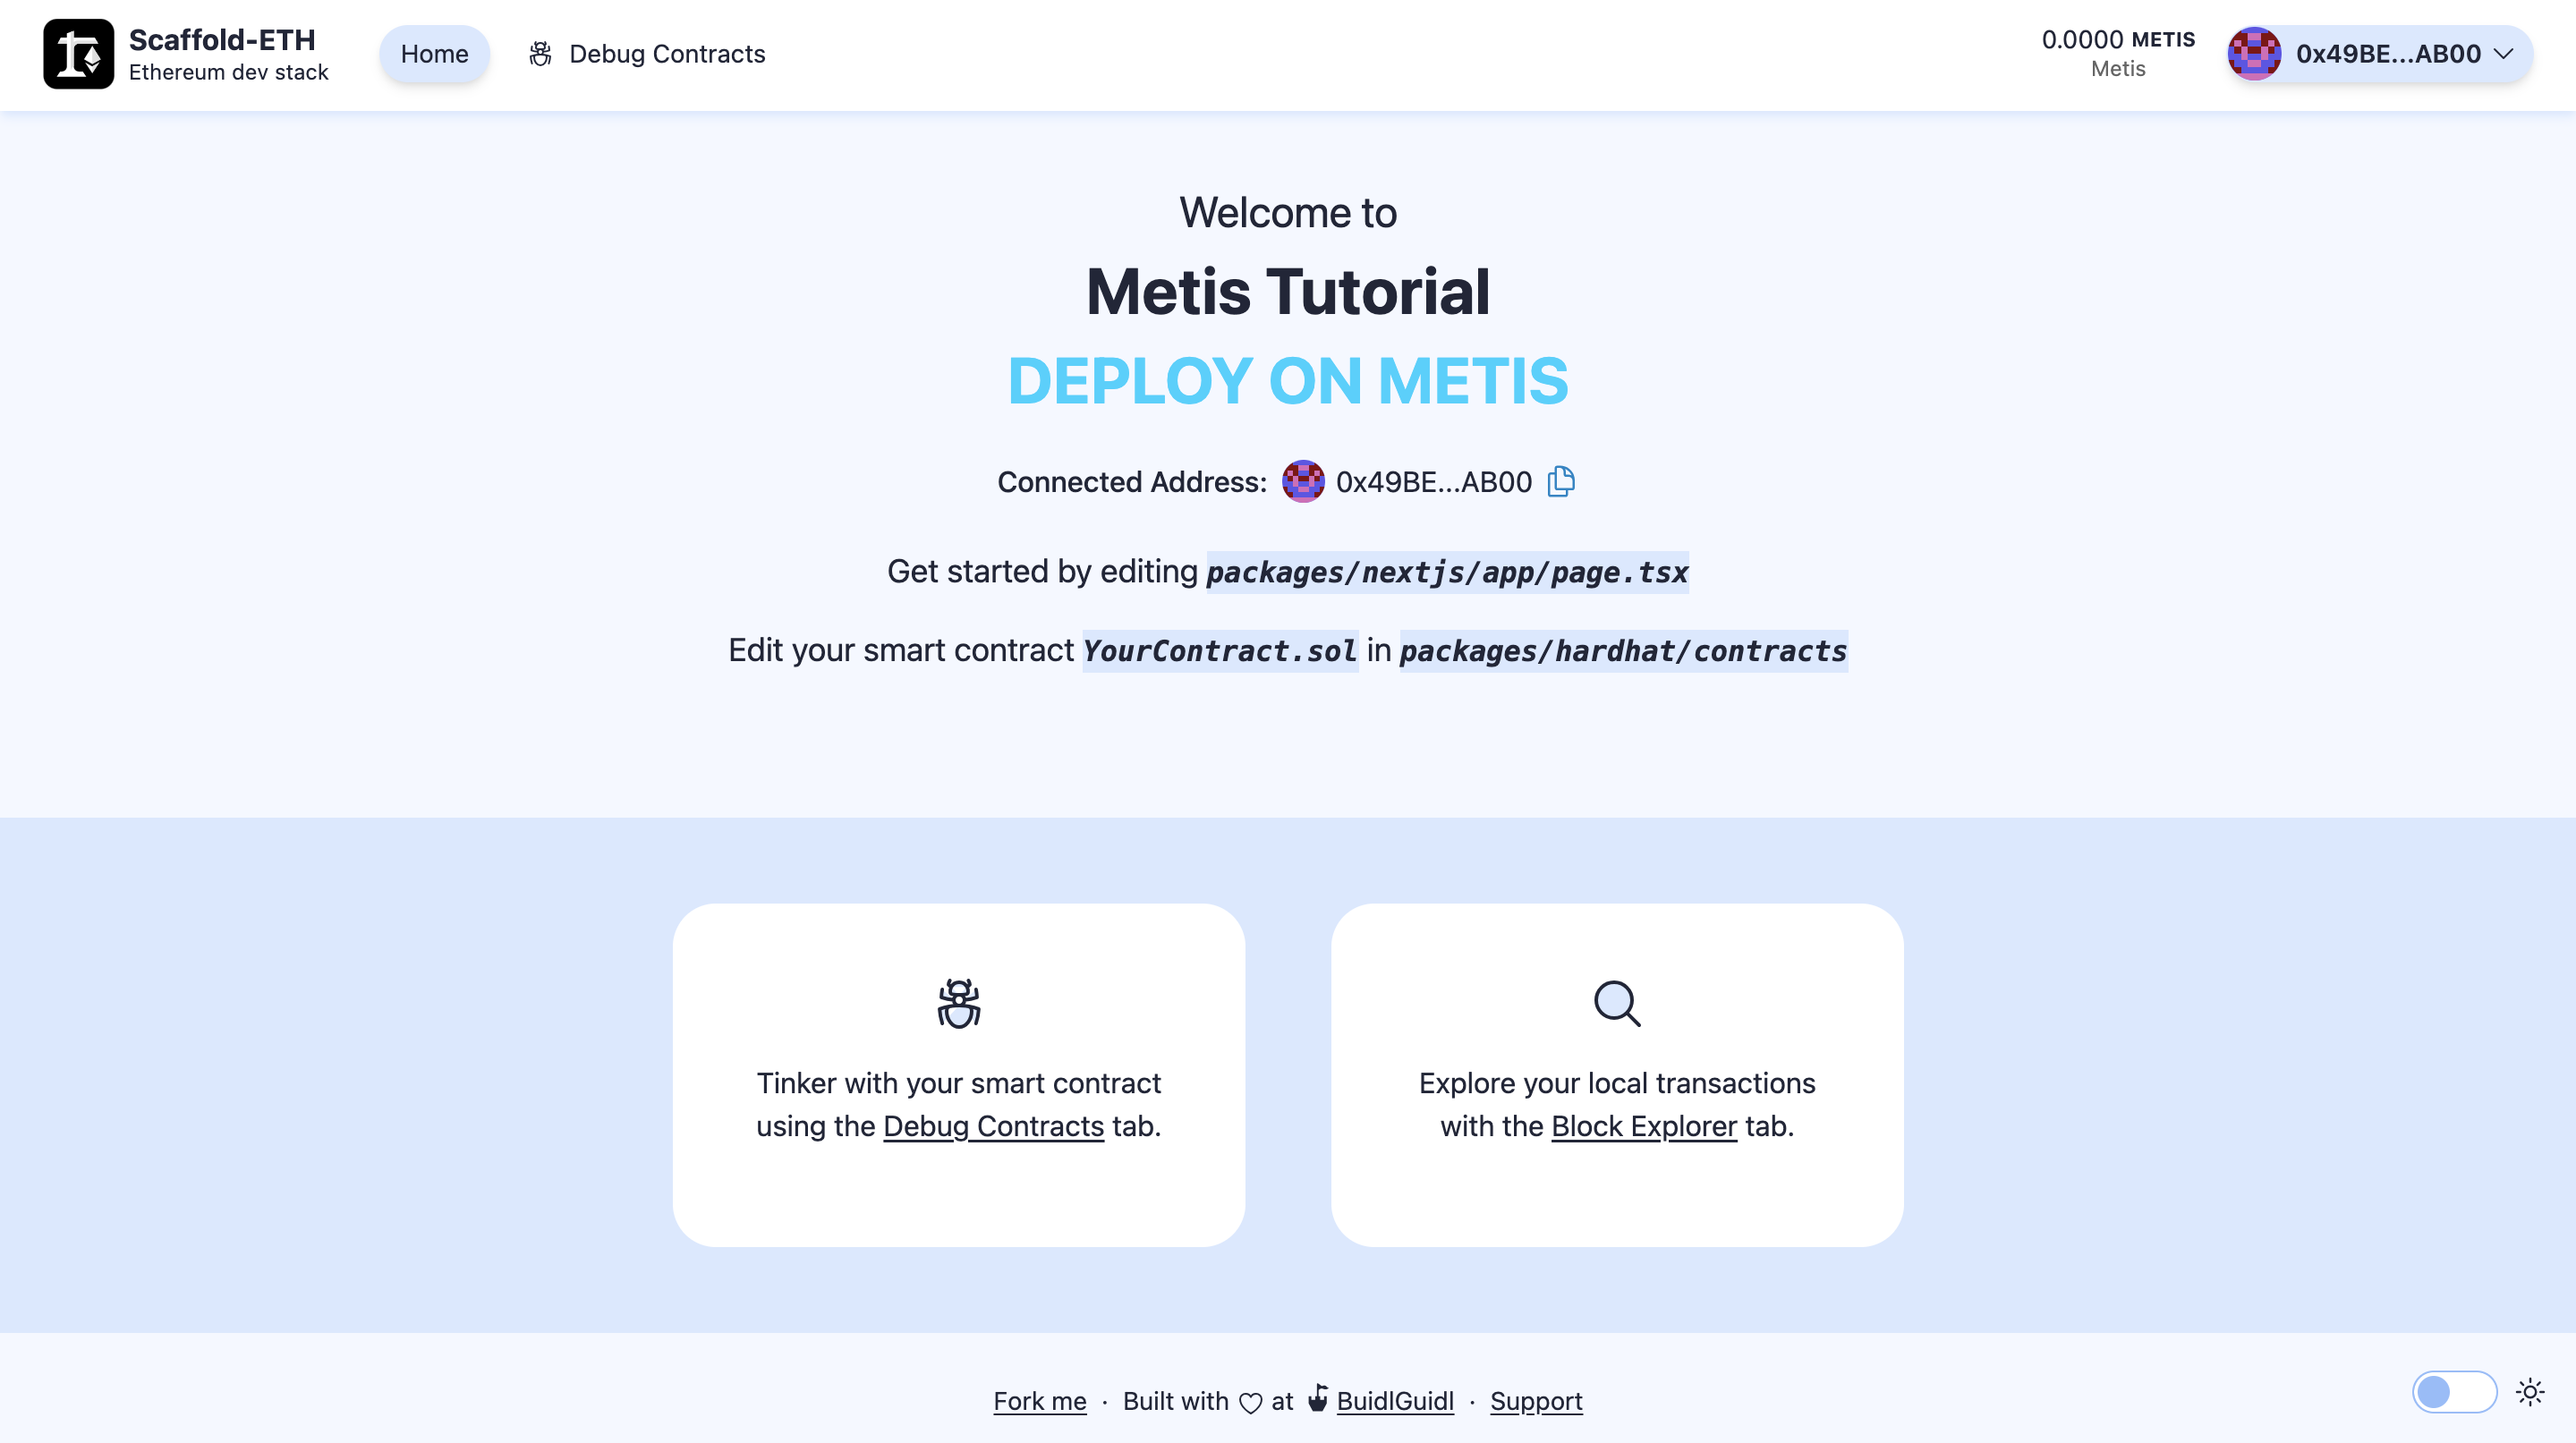 Scaffold-ETH
Ethereum dev stack
Home
Debug Contracts
0.0000 METIS
Metis
0x49BE...AB00
Welcome to
Metis Tutorial
DEPLOY ON METIS
Connected Address: 0x49BE...AB00
Get started by editing packages/nextjs/app/page.tsx
Edit your smart contract YourContract.sol in packages/hardhat/contracts
Tinker with your smart contract
using the Debug Contracts tab.
Explore your local transactions
with the Block Explorer tab.
Fork me · Built with at BuidlGuidl · Support